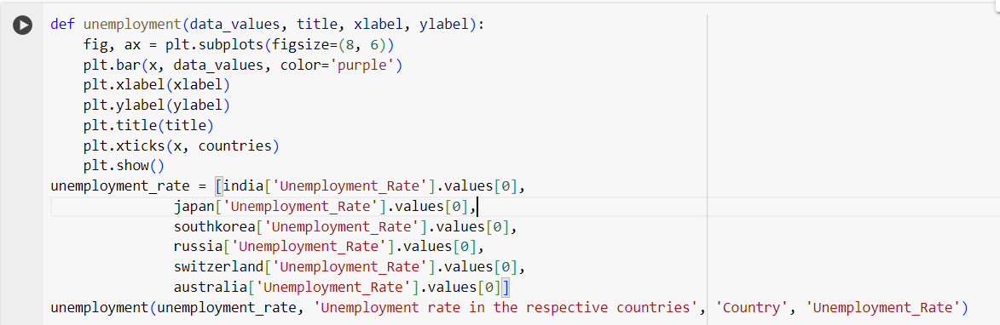 def unemployment(data_values, title, xlabel, ylabel):
    fig, ax = plt.subplots(figsize=(8, 6))
    plt.bar(x, data_values, color='purple')
    plt.xlabel(xlabel)
    plt.ylabel(ylabel)
    plt.title(title)
    plt.xticks(x, countries)
    plt.show()
unemployment_rate = [india['Unemployment_Rate'].values[0],
               japan['Unemployment_Rate'].values[0],
               southkorea['Unemployment_Rate'].values[0],
               russia['Unemployment_Rate'].values[0],
               switzerland['Unemployment_Rate'].values[0],
               australia['Unemployment_Rate'].values[0]]
unemployment(unemployment_rate, 'Unemployment rate in the respective countries', 'Country', 'Unemployment_Rate')